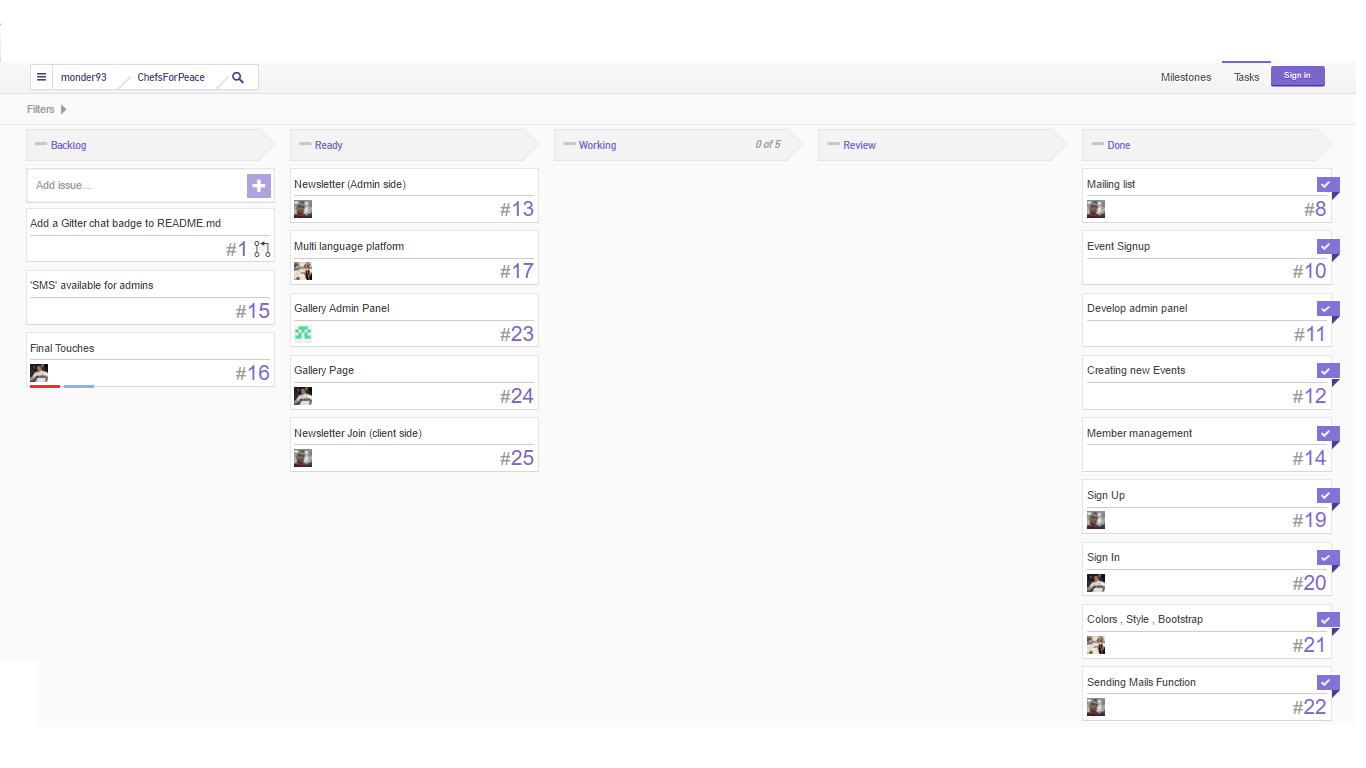 monder93 ChefsForPeace
Milestones Tasks Sign in
Filters
Backlog
Add issue...
Add a Gitter chat badge to README.md
#1
'SMS' available for admins
#15
Final Touches
#16
Ready
Newsletter (Admin side)
#13
Multi language platform
#17
Gallery Admin Panel
#23
Gallery Page
#24
Newsletter Join (client side)
#25
Working 0 of 5
Review
Done
Mailing list
#8
Event Signup
#10
Develop admin panel
#11
Creating new Events
#12
Member management
#14
Sign Up
#19
Sign In
#20
Colors , Style , Bootstrap
#21
Sending Mails Function
#22